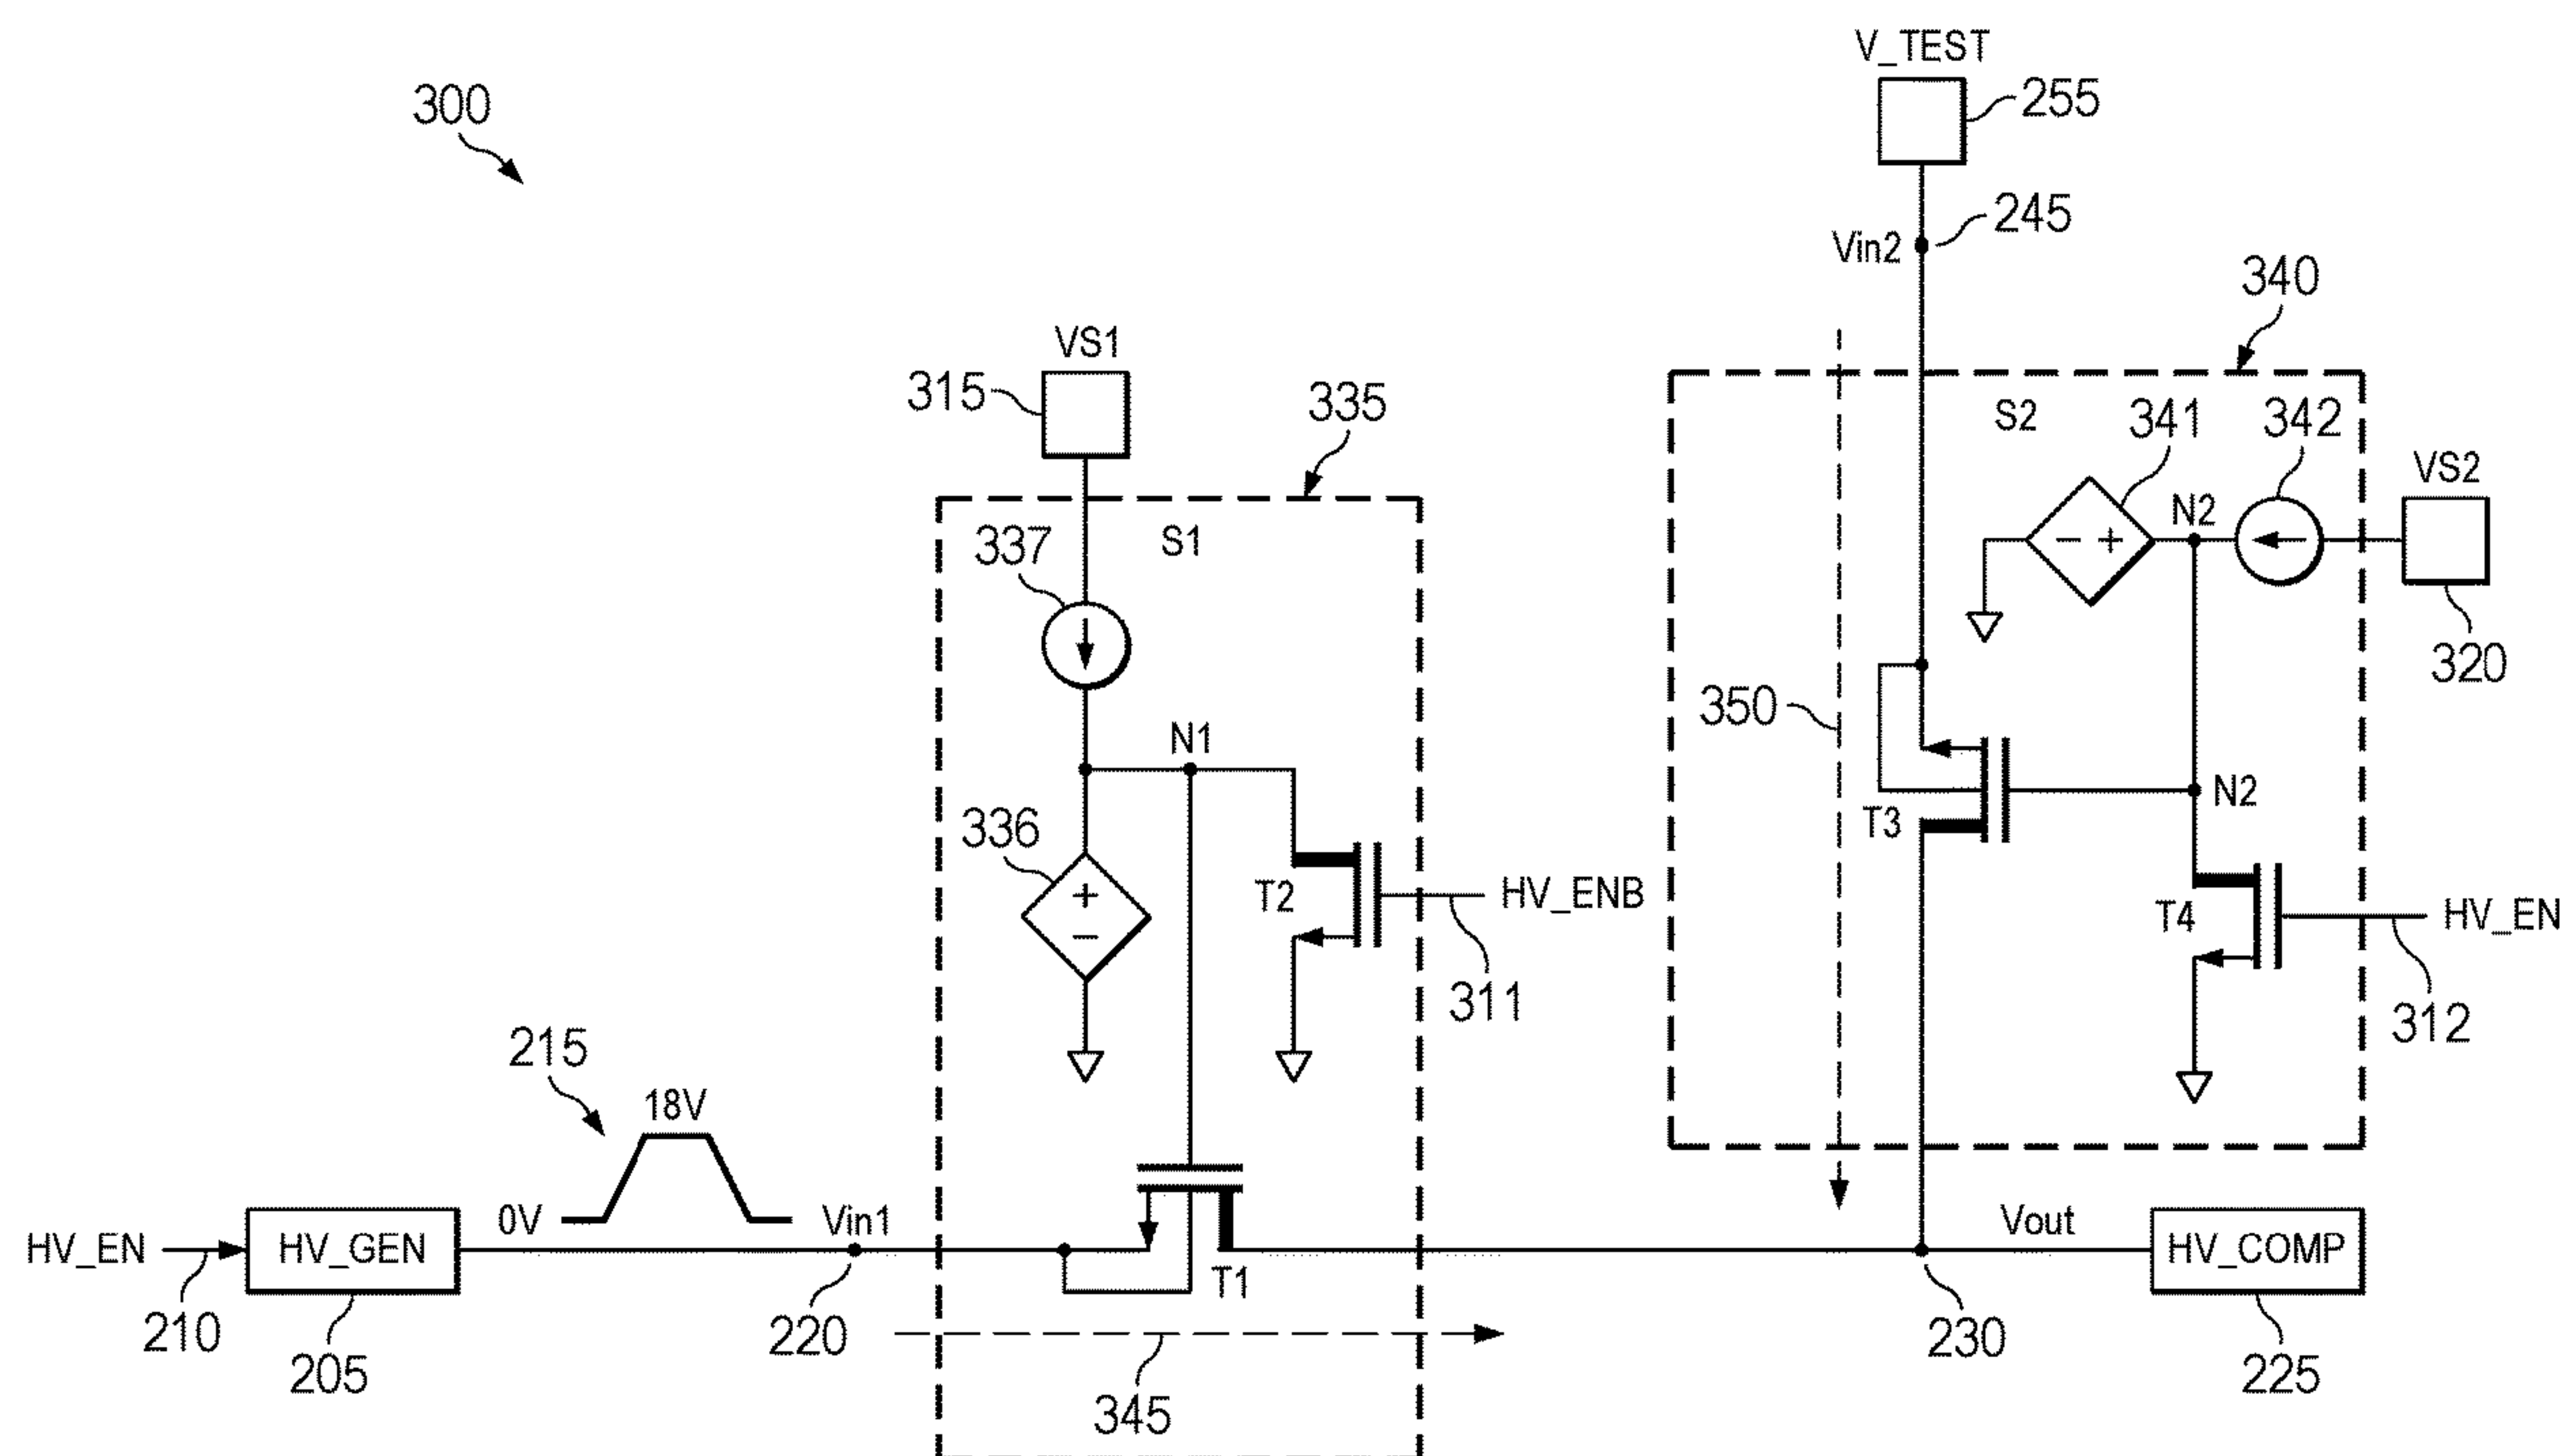 V_TEST
255
300
245
Vin2
340
VS1
315
335
S2
341
342
VS2
N2
337
S1
320
350
N1
N2
336
T3
T2
HV_ENB
T4
HV_EN
311
312
215
18V
0V
Vin1
Vout
HV_EN
HV_GEN
HV_COMP
T1
210
220
230
205
225
345
+
−
− +